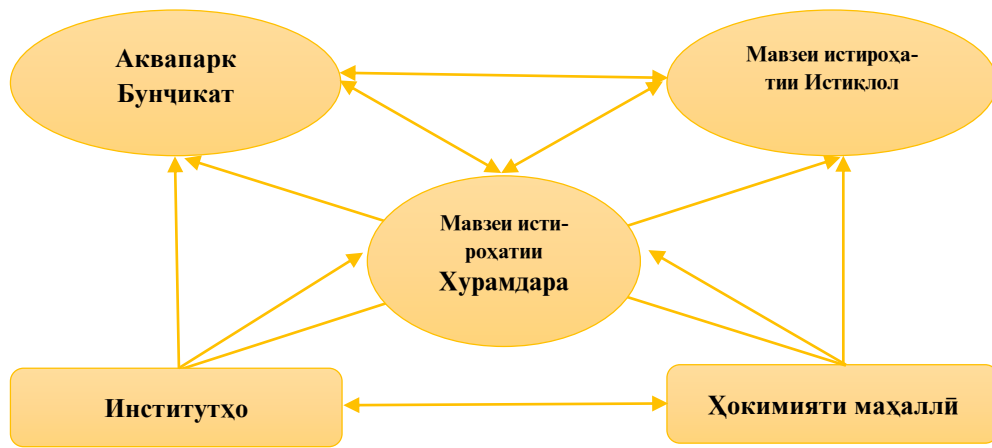 Аквапарк
Бунҷикат
Мавзеи истироҳа-
тии Истиқлол
Мавзеи исти-
роҳатии
Хурамдара
Институтҳо
Ҳокимияти маҳаллӣ